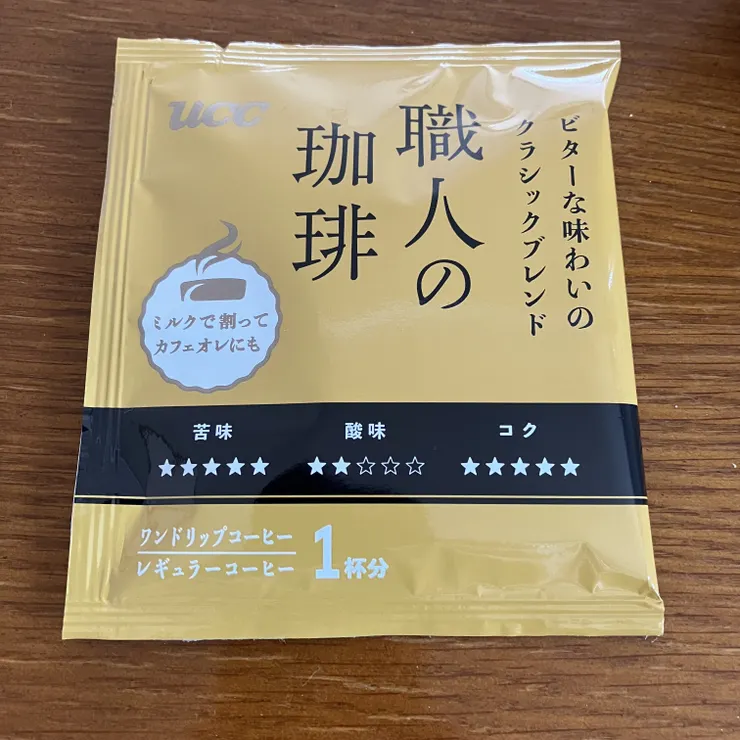 UCC
ビターな味わいの
クラシックブレンド
職人の
珈琲
ミルクで割って
カフェオレにも
苦味 酸味 コク
★★★★★ ★★☆☆☆ ★★★★★
ワンドリップコーヒー
レギュラーコーヒー
1杯分